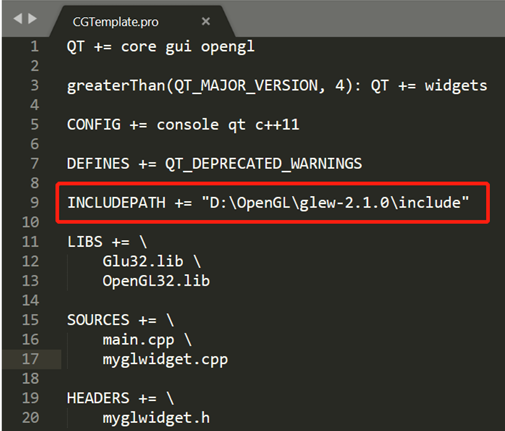 CGTemplate.pro
1 QT += core gui opengl
2
3 greaterThan(QT_MAJOR_VERSION, 4): QT += widgets
4
5 CONFIG += console qt c++11
6
7 DEFINES += QT_DEPRECATED_WARNINGS
8
9 INCLUDEPATH += "D:\OpenGL\glew-2.1.0\include"
10
11 LIBS += \
12 Glu32.lib \
13 OpenGL32.lib
14
15 SOURCES += \
16 main.cpp \
17 myglwidget.cpp
18
19 HEADERS += \
20 myglwidget.h